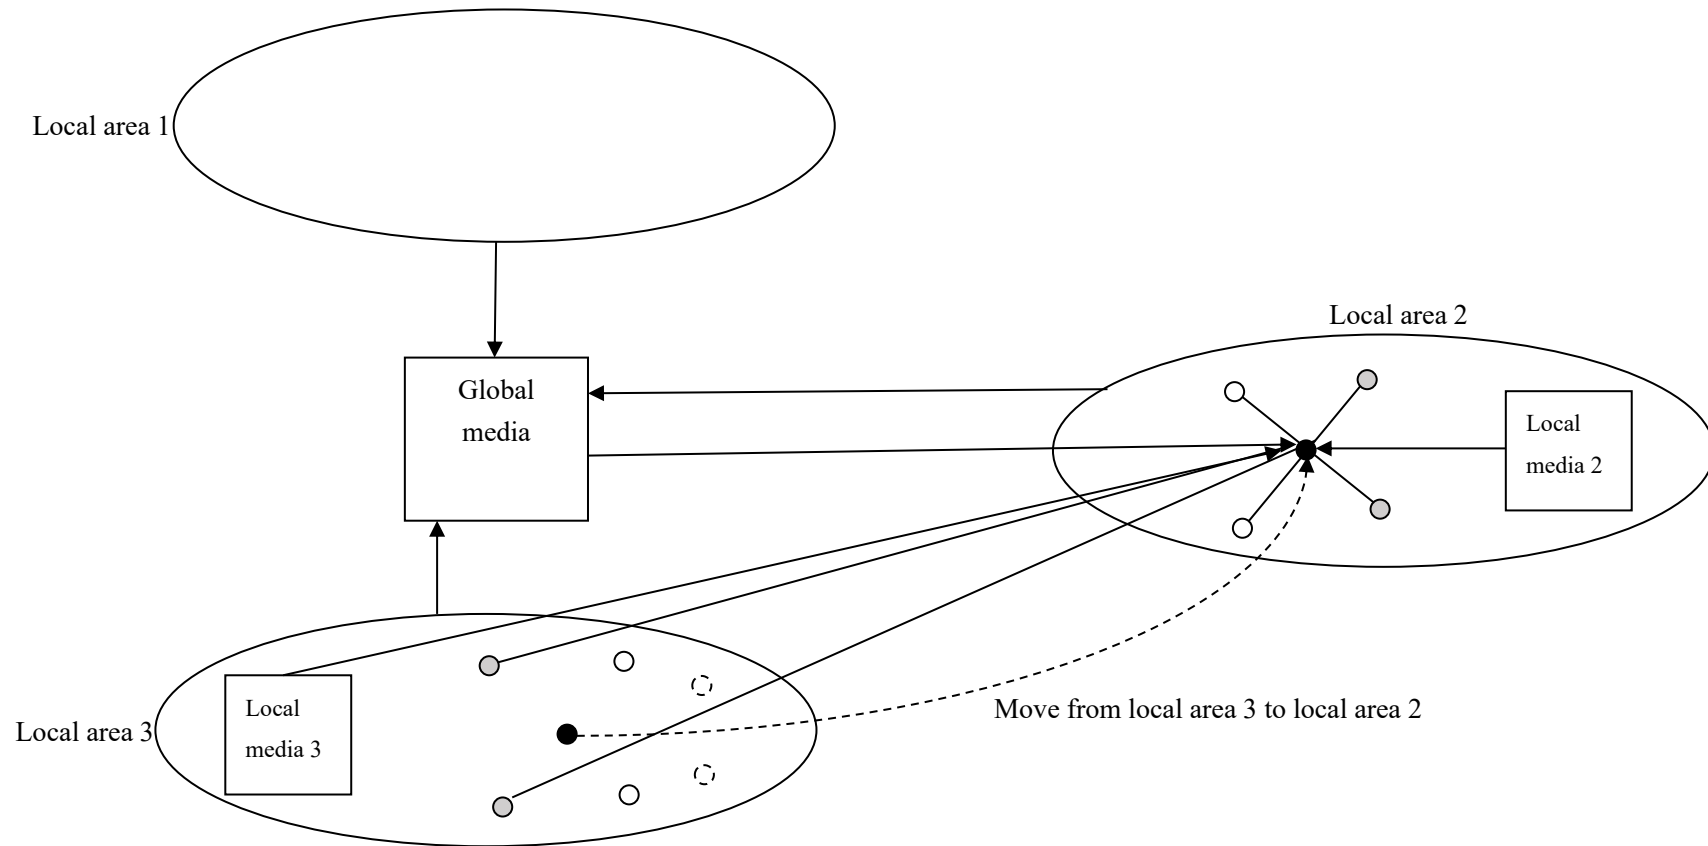 Local area 1
Local area 2
Global
media
Local
media 2
Local
media 3
Local area 3
Move from local area 3 to local area 2